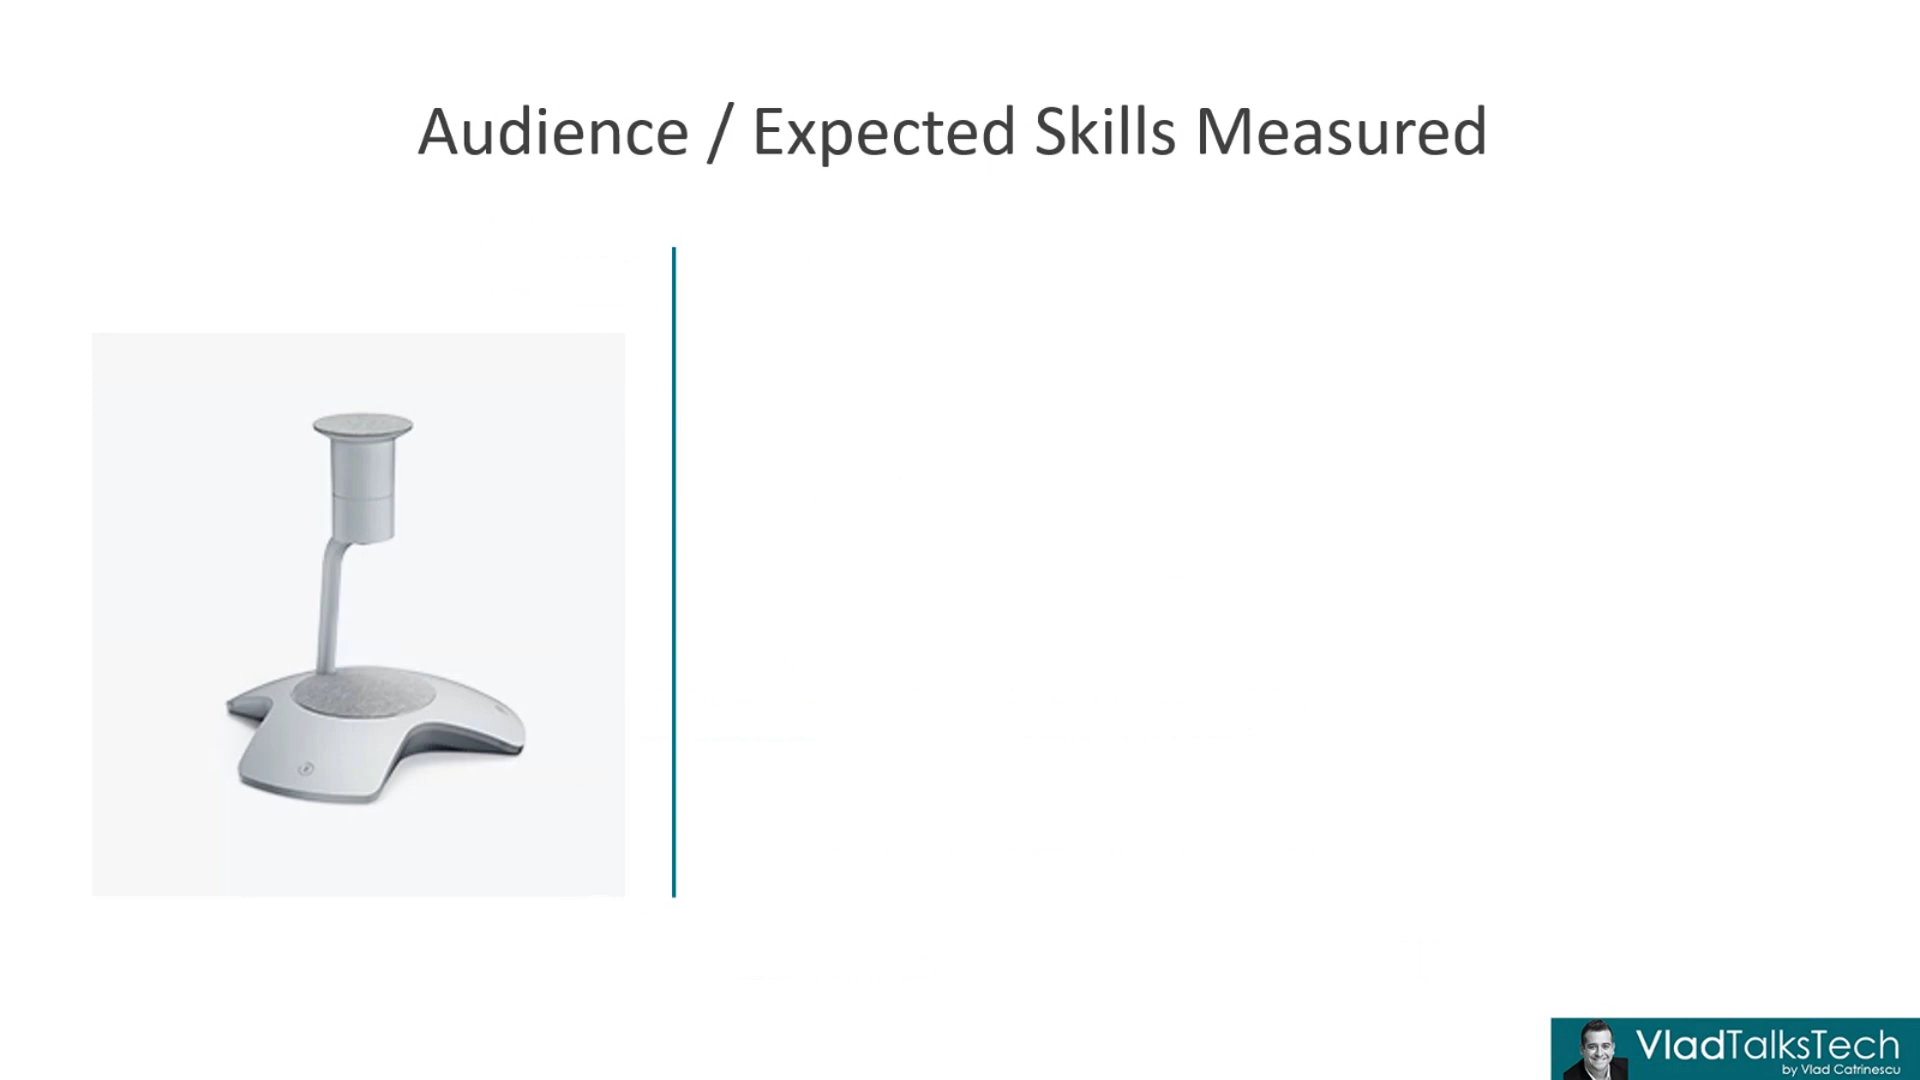 Audience / Expected Skills Measured
VladTalksTech
by Vlad Catrinescu